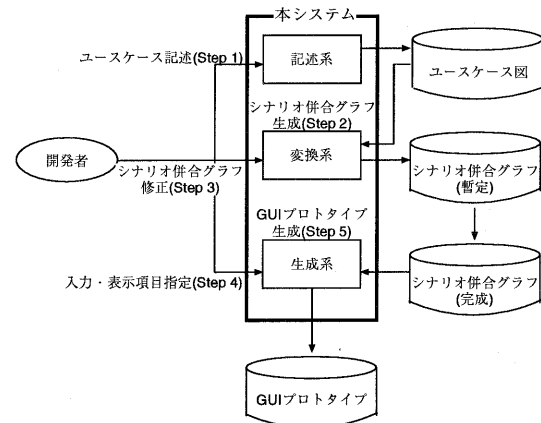 本システム
ユースケース記述(Step 1)
記述系
ユースケース図
シナリオ併合グラフ
生成(Step 2)
変換系
開発者
シナリオ併合グラフ
修正(Step 3)
シナリオ併合グラフ
(暫定)
GUIプロトタイプ
生成(Step 5)
生成系
入力・表示項目指定(Step 4)
シナリオ併合グラフ
(完成)
GUIプロトタイプ